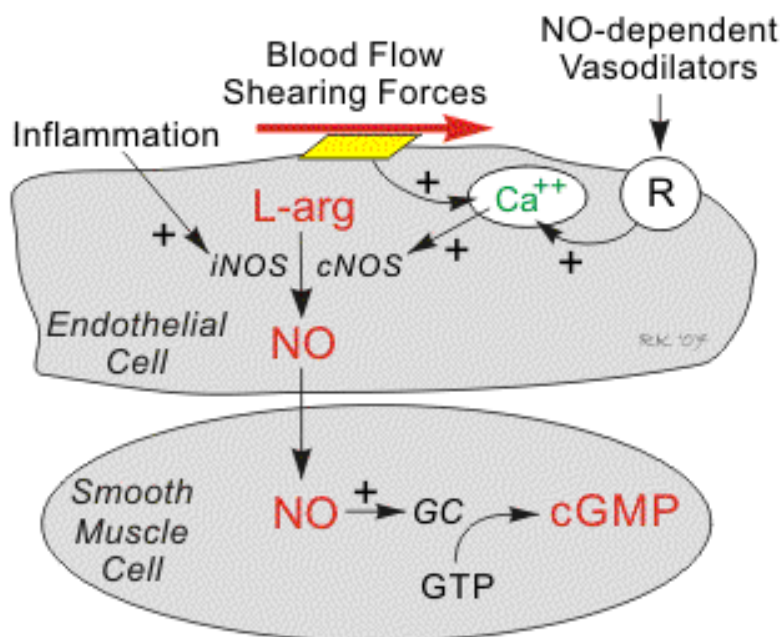 NO-dependent
Vasodilators
Blood Flow
Shearing Forces
Inflammation
+
Ca++
R
L-arg
+
+
+
iNOS
cNOS
Endothelial
Cell
NO
RK '07
Smooth
Muscle
Cell
NO
+
GC
cGMP
GTP